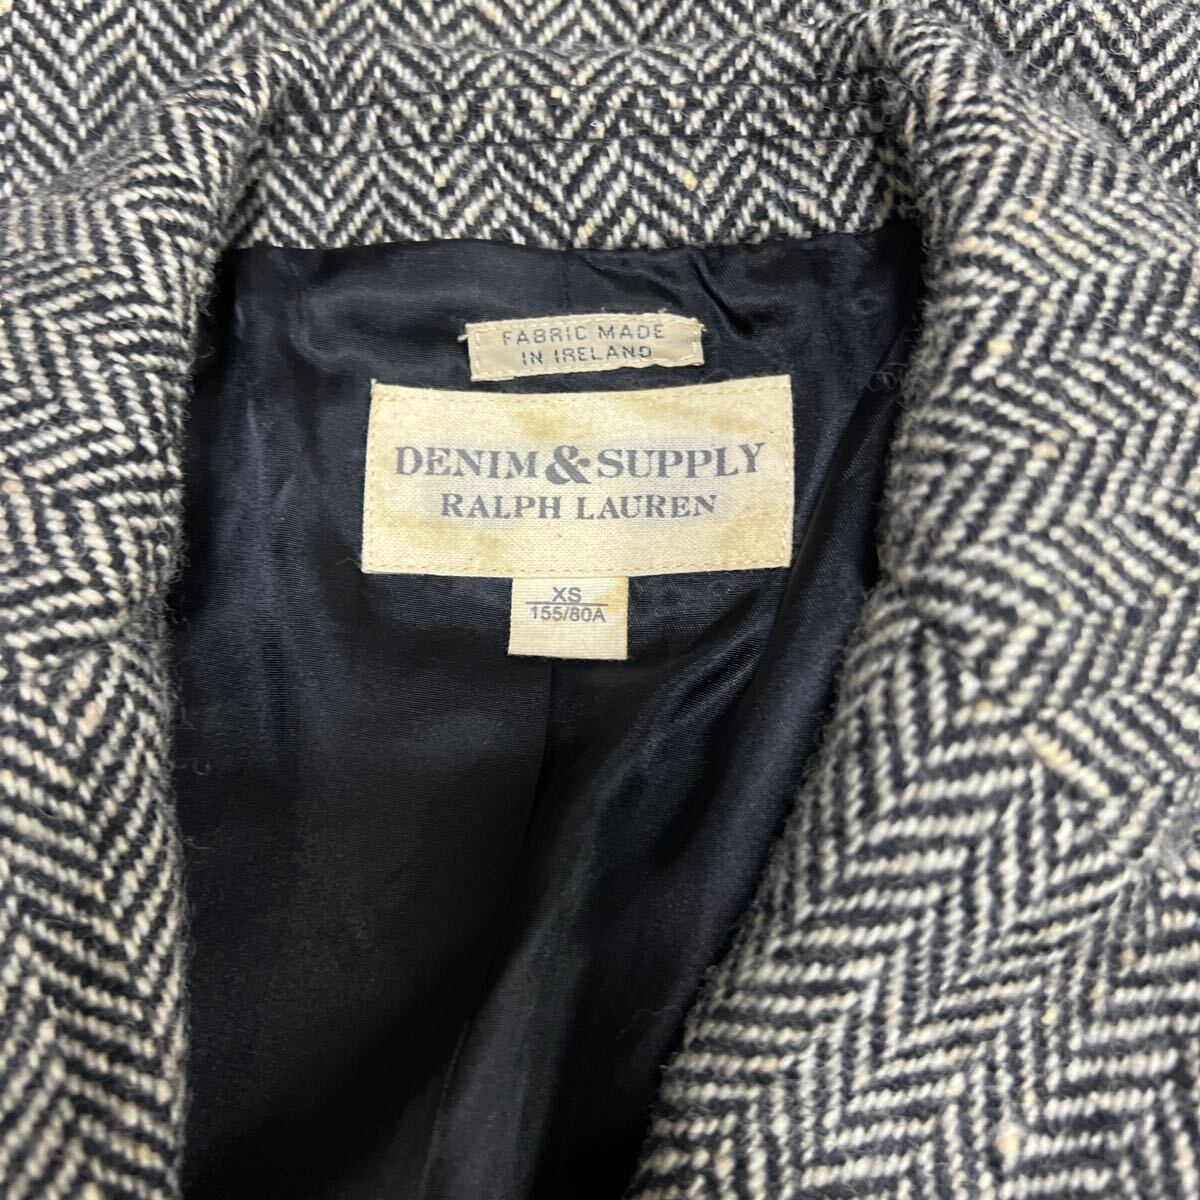 FABRIC MADE
IN IRELAND
DENIM & SUPPLY
RALPH LAUREN
XS
155/80A